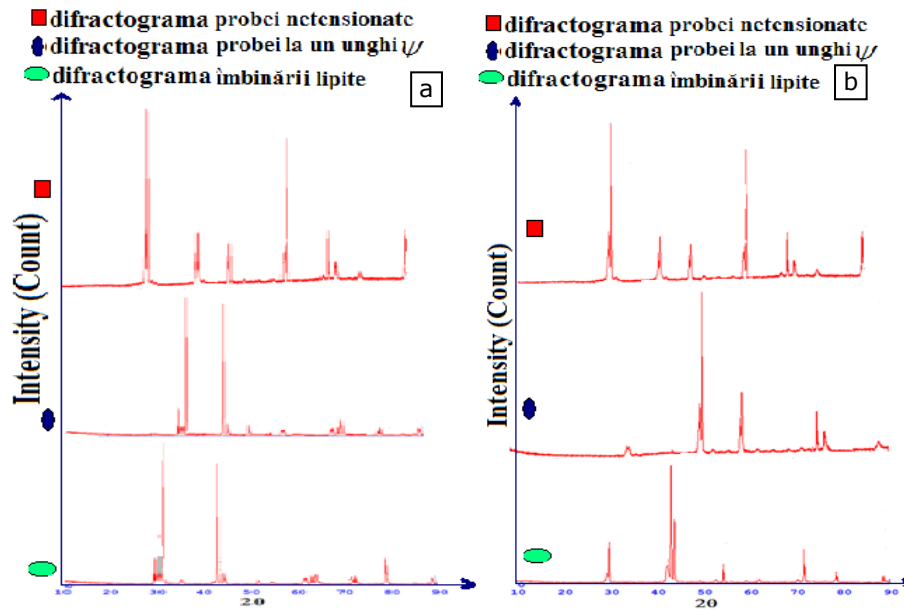 difractograma probei netensionate
difractograma probei la un unghi ψ
difractograma îmbinării lipite
a
Intensity (Count)
10 20 30 40 50 60 70 80 90
2θ
difractograma probei netensionate
difractograma probei la un unghi ψ
difractograma îmbinării lipite
b
Intensity (Count)
10 20 30 40 50 60 70 80 90
2θ